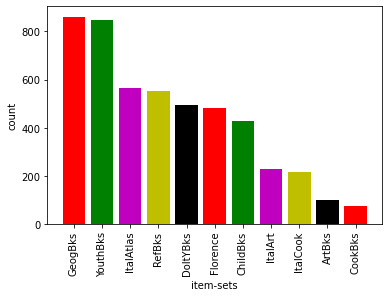 800
600
400
200
0
count
GeogBks
YouthBks
ItalAtlas
RefBks
DoItYBks
Florence
ChildBks
ItalArt
ItalCook
ArtBks
CookBks
item-sets